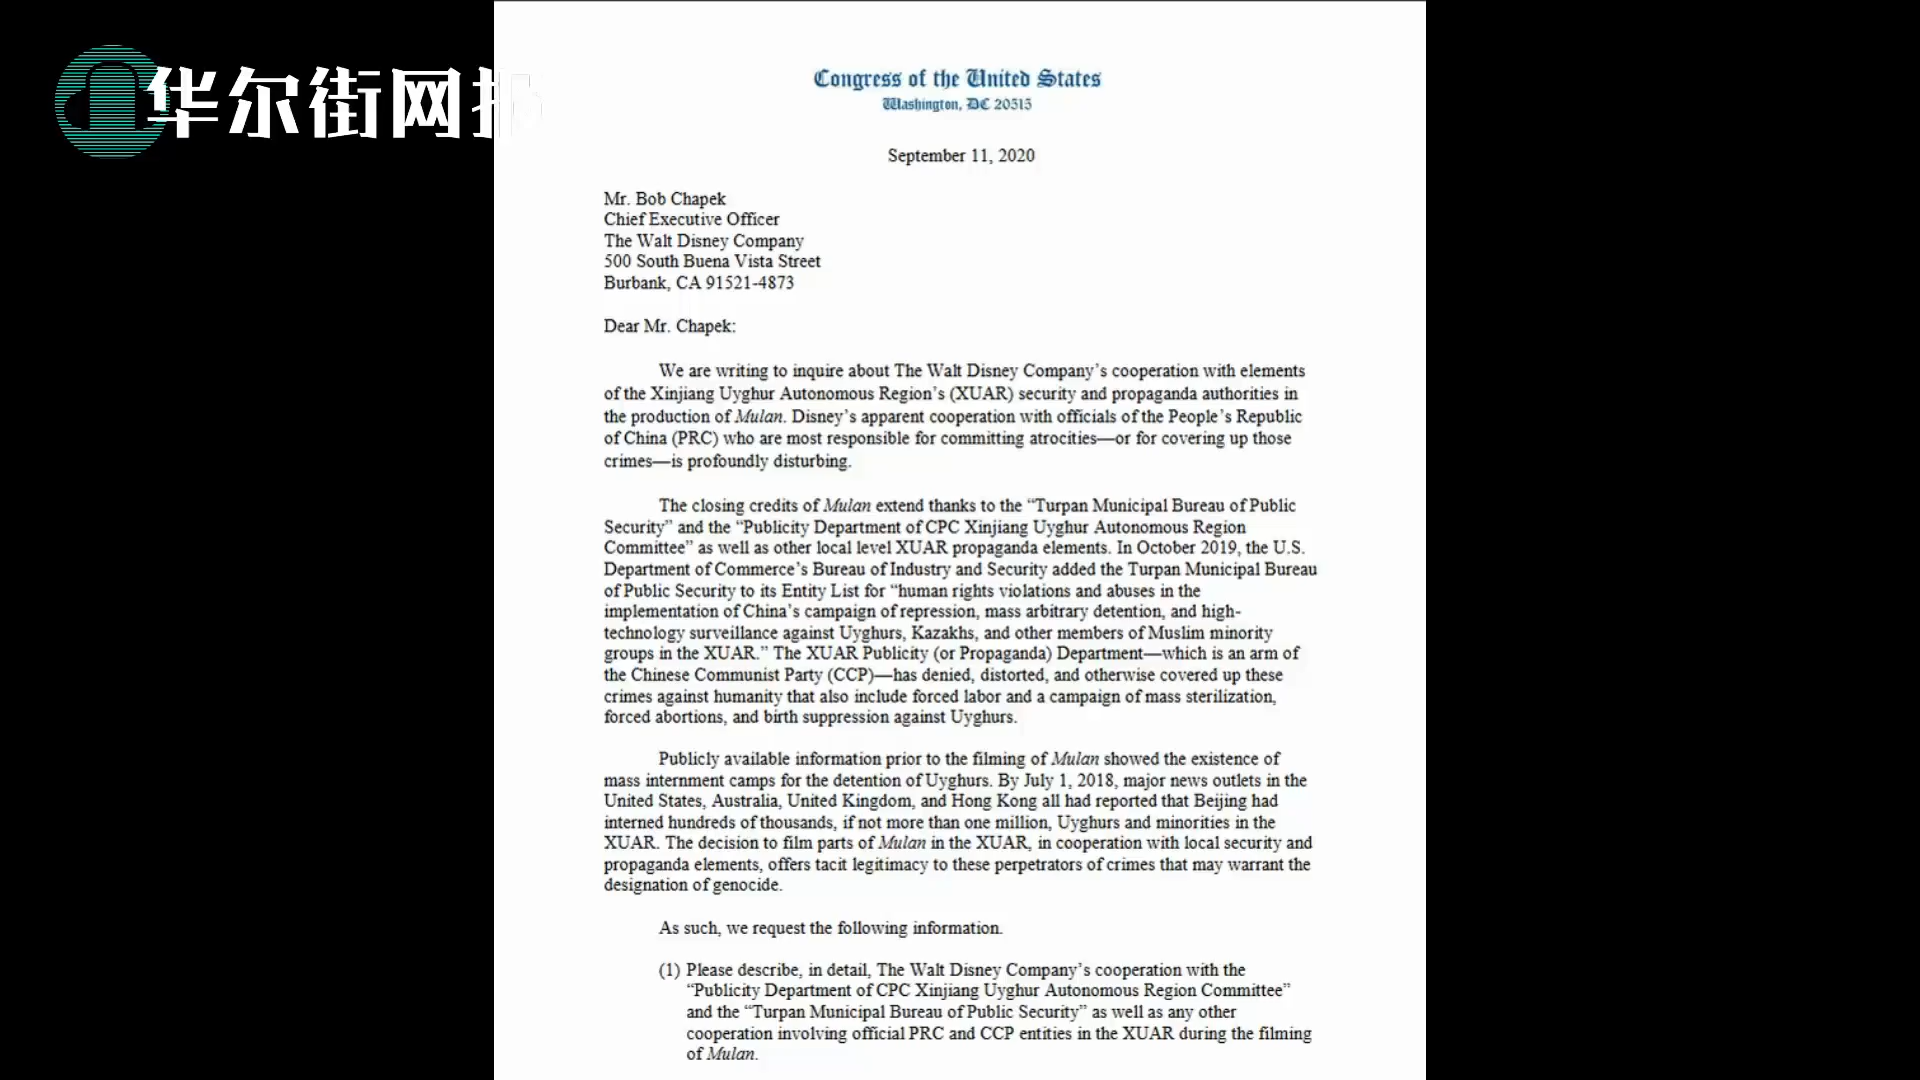 华尔街网报
Congress of the United States
Washington, DC 20515
September 11, 2020
Mr. Bob Chapek
Chief Executive Officer
The Walt Disney Company
500 South Buena Vista Street
Burbank, CA 91521-4873
Dear Mr. Chapek:
We are writing to inquire about The Walt Disney Company’s cooperation with elements
of the Xinjiang Uyghur Autonomous Region’s (XUAR) security and propaganda authorities in
the production of Mulan. Disney’s apparent cooperation with officials of the People’s Republic
of China (PRC) who are most responsible for committing atrocities—or for covering up those
crimes—is profoundly disturbing.
The closing credits of Mulan extend thanks to the “Turpan Municipal Bureau of Public
Security” and the “Publicity Department of CPC Xinjiang Uyghur Autonomous Region
Committee” as well as other local level XUAR propaganda elements. In October 2019, the U.S.
Department of Commerce’s Bureau of Industry and Security added the Turpan Municipal Bureau
of Public Security to its Entity List for “human rights violations and abuses in the
implementation of China’s campaign of repression, mass arbitrary detention, and high-
technology surveillance against Uyghurs, Kazakhs, and other members of Muslim minority
groups in the XUAR.” The XUAR Publicity (or Propaganda) Department—which is an arm of
the Chinese Communist Party (CCP)—has denied, distorted, and otherwise covered up these
crimes against humanity that also include forced labor and a campaign of mass sterilization,
forced abortions, and birth suppression against Uyghurs.
Publicly available information prior to the filming of Mulan showed the existence of
mass internment camps for the detention of Uyghurs. By July 1, 2018, major news outlets in the
United States, Australia, United Kingdom, and Hong Kong all had reported that Beijing had
interned hundreds of thousands, if not more than one million, Uyghurs and minorities in the
XUAR. The decision to film parts of Mulan in the XUAR, in cooperation with local security and
propaganda elements, offers tacit legitimacy to these perpetrators of crimes that may warrant the
designation of genocide.
As such, we request the following information.
(1) Please describe, in detail, The Walt Disney Company’s cooperation with the
“Publicity Department of CPC Xinjiang Uyghur Autonomous Region Committee”
and the “Turpan Municipal Bureau of Public Security” as well as any other
cooperation involving official PRC and CCP entities in the XUAR during the filming
of Mulan.